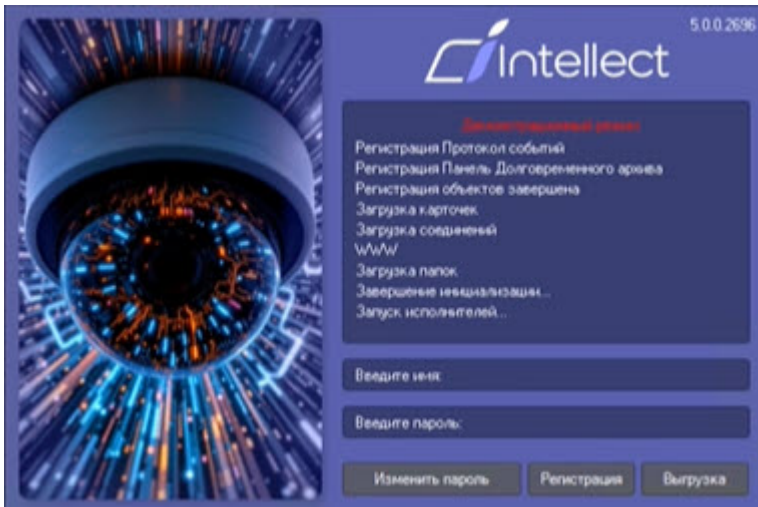 5.0.0.2696
Intellect
Демонстрационный режим
Регистрация Протокол событий
Регистрация Панель Долговременного архива
Регистрация объектов завершена
Загрузка карточек
Загрузка соединений
WWW
Загрузка папок
Завершение инициализации...
Запуск исполнителей...
Введите имя:
Введите пароль:
Изменить пароль
Регистрация
Выгрузка